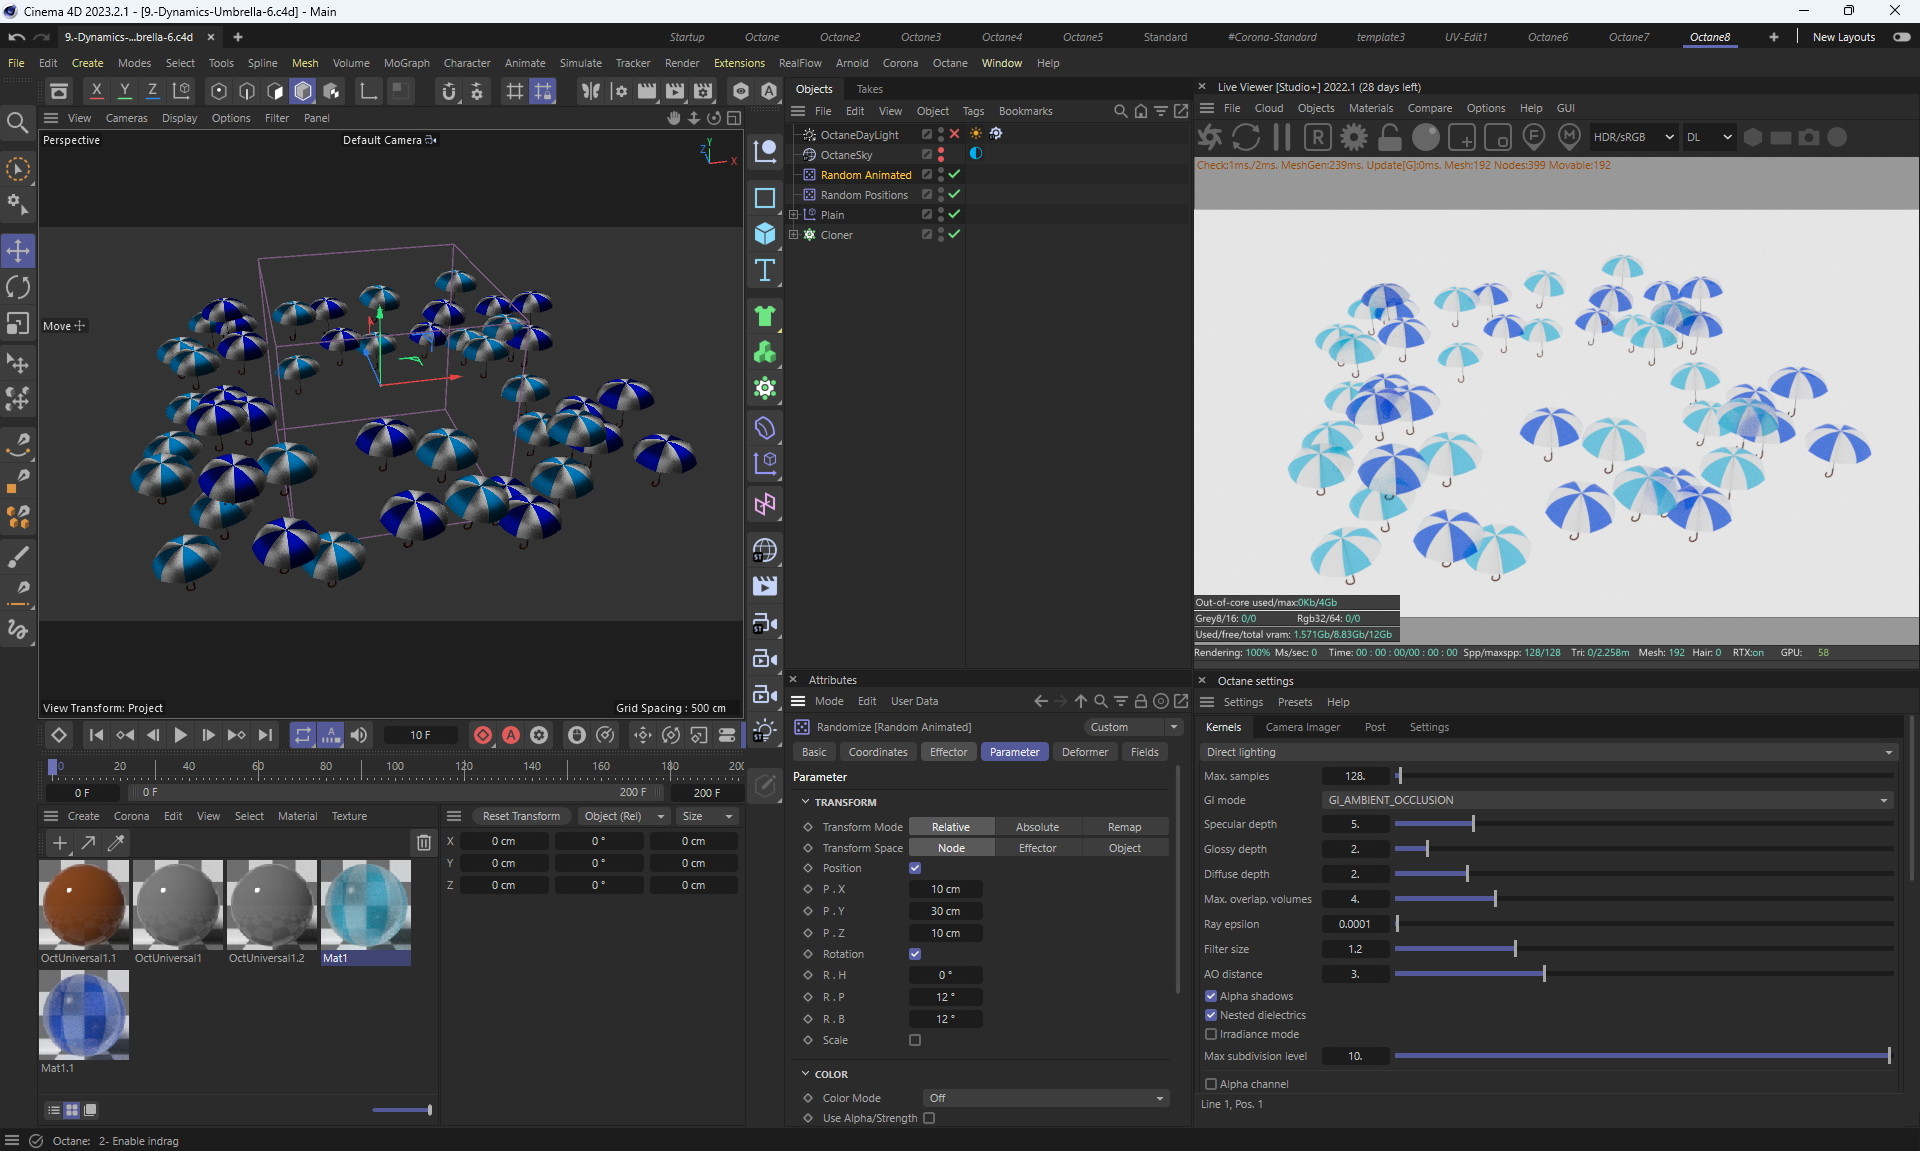 Cinema 4D 2023.2.1 - [9.-Dynamics-Umbrella-6.c4d] - Main
9.-Dynamics-...brella-6.c4d
Startup Octane Octane2 Octane3 Octane4 Octane5 Standard #Corona-Standard template3 UV-Edit1 Octane6 Octane7 Octane8 New Layouts
File Edit Create Modes Select Tools Spline Mesh Volume MoGraph Character Animate Simulate Tracker Render Extensions RealFlow Arnold Corona Octane Window Help
X Y Z
View Cameras Display Options Filter Panel
Perspective
Default Camera
Y
Z
X
Move
View Transform: Project
Grid Spacing : 500 cm
Objects Takes
File Edit View Object Tags Bookmarks
OctaneDayLight
OctaneSky
Random Animated
Random Positions
Plain
Cloner
Live Viewer [Studio+] 2022.1 (28 days left)
File Cloud Objects Materials Compare Options Help GUI
HDR/sRGB DL
Check:1ms./2ms. MeshGen:239ms. Update[G]:0ms. Mesh:192 Nodes:399 Movable:192
Out-of-core used/max:0Kb/4Gb
Grey8/16: 0/0 Rgb32/64: 0/0
Used/free/total vram: 1.571Gb/8.83Gb/12Gb
Rendering: 100% Ms/sec: 0 Time: 00 : 00 : 00/00 : 00 : 00 Spp/maxspp: 128/128 Tri: 0/2.258m Mesh: 192 Hair: 0 RTX:on GPU: 58
10 F
0 20 40 60 80 100 120 140 160 180 200
0 F 0 F 200 F 200 F
Create Corona Edit View Select Material Texture
OctUniversal1.1 OctUniversal1 OctUniversal1.2 Mat1
Mat1.1
Reset Transform Object (Rel) Size
X 0 cm 0 ° 0 cm
Y 0 cm 0 ° 0 cm
Z 0 cm 0 ° 0 cm
Attributes
Mode Edit User Data
Randomize [Random Animated] Custom
Basic Coordinates Effector Parameter Deformer Fields
Parameter
TRANSFORM
Transform Mode Relative Absolute Remap
Transform Space Node Effector Object
Position
P . X 10 cm
P . Y 30 cm
P . Z 10 cm
Rotation
R . H 0 °
R . P 12 °
R . B 12 °
Scale
COLOR
Color Mode Off
Use Alpha/Strength
Octane settings
Settings Presets Help
Kernels Camera Imager Post Settings
Direct lighting
Max. samples 128.
GI mode GI_AMBIENT_OCCLUSION
Specular depth 5.
Glossy depth 2.
Diffuse depth 2.
Max. overlap. volumes 4.
Ray epsilon 0.0001
Filter size 1.2
AO distance 3.
Alpha shadows
Nested dielectrics
Irradiance mode
Max subdivision level 10.
Alpha channel
Line 1, Pos. 1
Octane: 2- Enable indrag